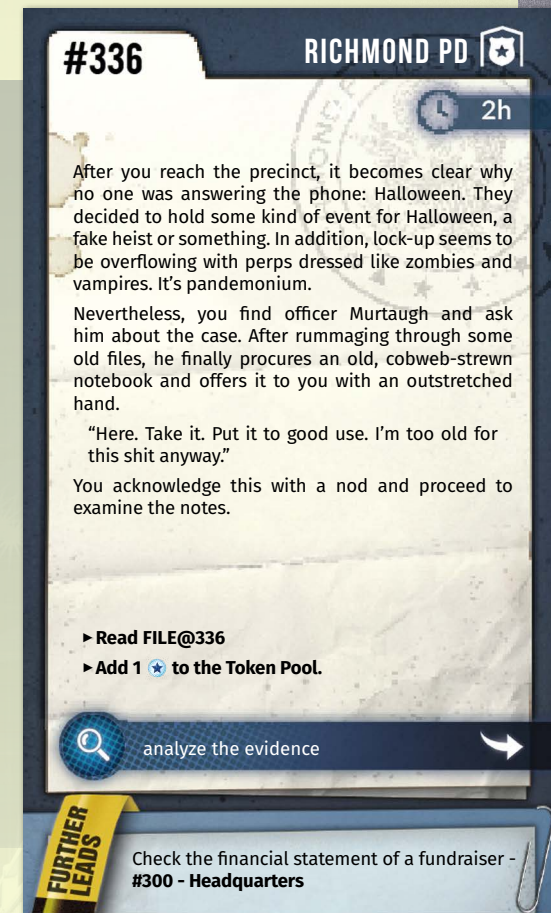 #336
RICHMOND PD
2h
After you reach the precinct, it becomes clear why
no one was answering the phone: Halloween. They
decided to hold some kind of event for Halloween, a
fake heist or something. In addition, lock-up seems to
be overflowing with perps dressed like zombies and
vampires. It’s pandemonium.
Nevertheless, you find officer Murtaugh and ask
him about the case. After rummaging through some
old files, he finally procures an old, cobweb-strewn
notebook and offers it to you with an outstretched
hand.
“Here. Take it. Put it to good use. I’m too old for
this shit anyway.”
You acknowledge this with a nod and proceed to
examine the notes.
▸ Read FILE@336
▸ Add 1 to the Token Pool.
analyze the evidence
FURTHER
LEADS
Check the financial statement of a fundraiser -
#300 - Headquarters